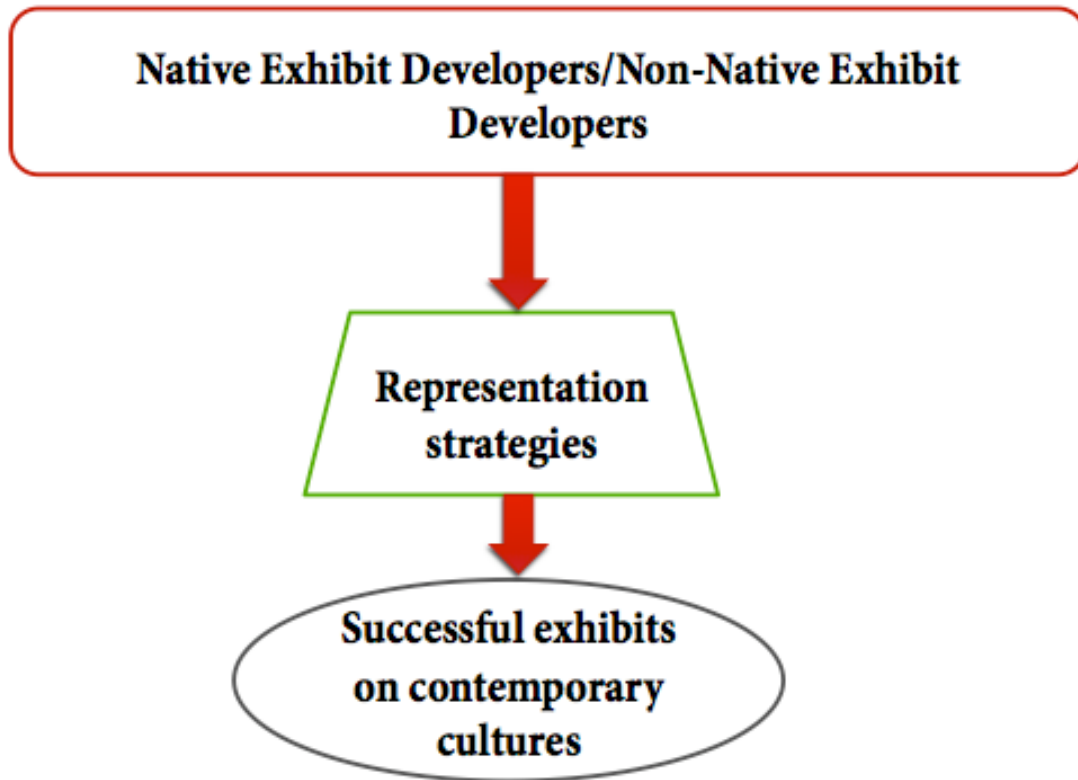 Native Exhibit Developers/Non-Native Exhibit
Developers
Representation
strategies
Successful exhibits
on contemporary
cultures